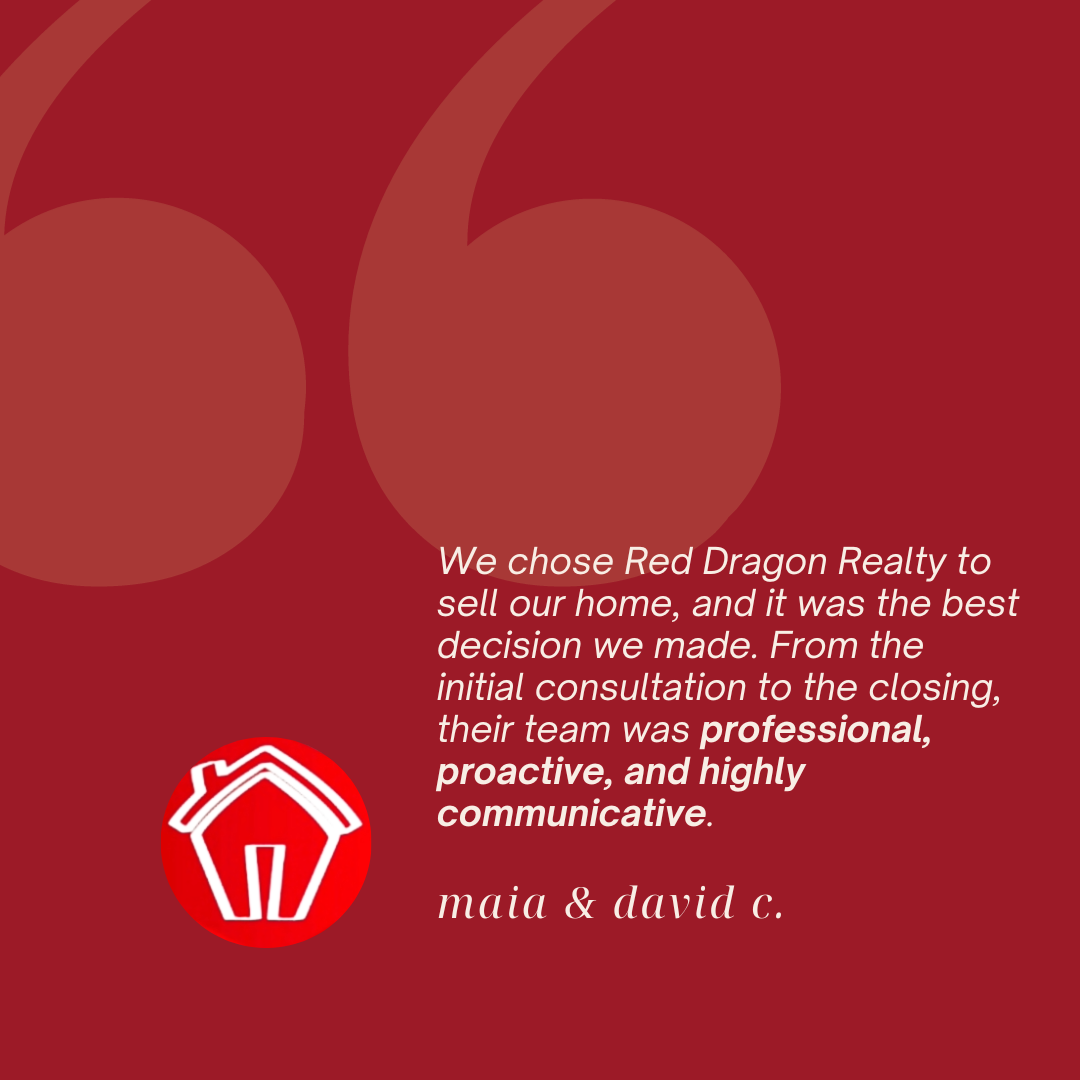 We chose Red Dragon Realty to
sell our home, and it was the best
decision we made. From the
initial consultation to the closing,
their team was professional,
proactive, and highly
communicative.
maia & david c.